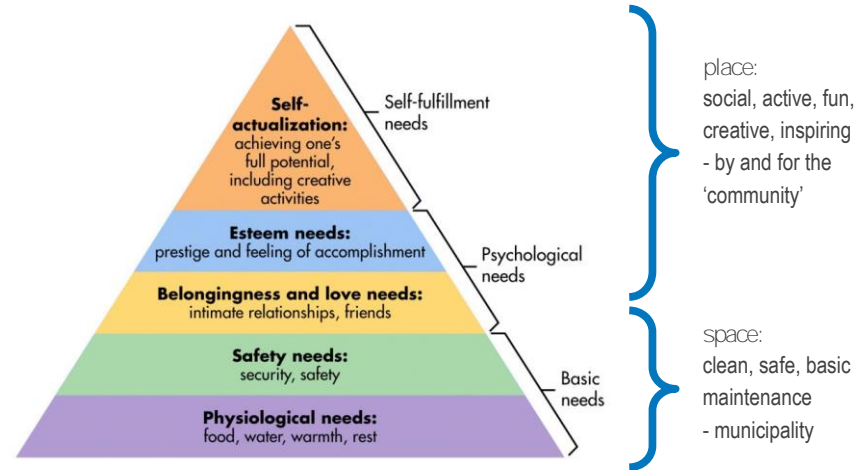 Self-
actualization:
achieving one's
full potential,
including creative
activities
Self-fulfillment
needs
Esteem needs:
prestige and feeling of accomplishment
Psychological
needs
Belongingness and love needs:
intimate relationships, friends
Safety needs:
security, safety
Basic
needs
Physiological needs:
food, water, warmth, rest
place:
social, active, fun,
creative, inspiring
- by and for the
‘community’
space:
clean, safe, basic
maintenance
- municipality